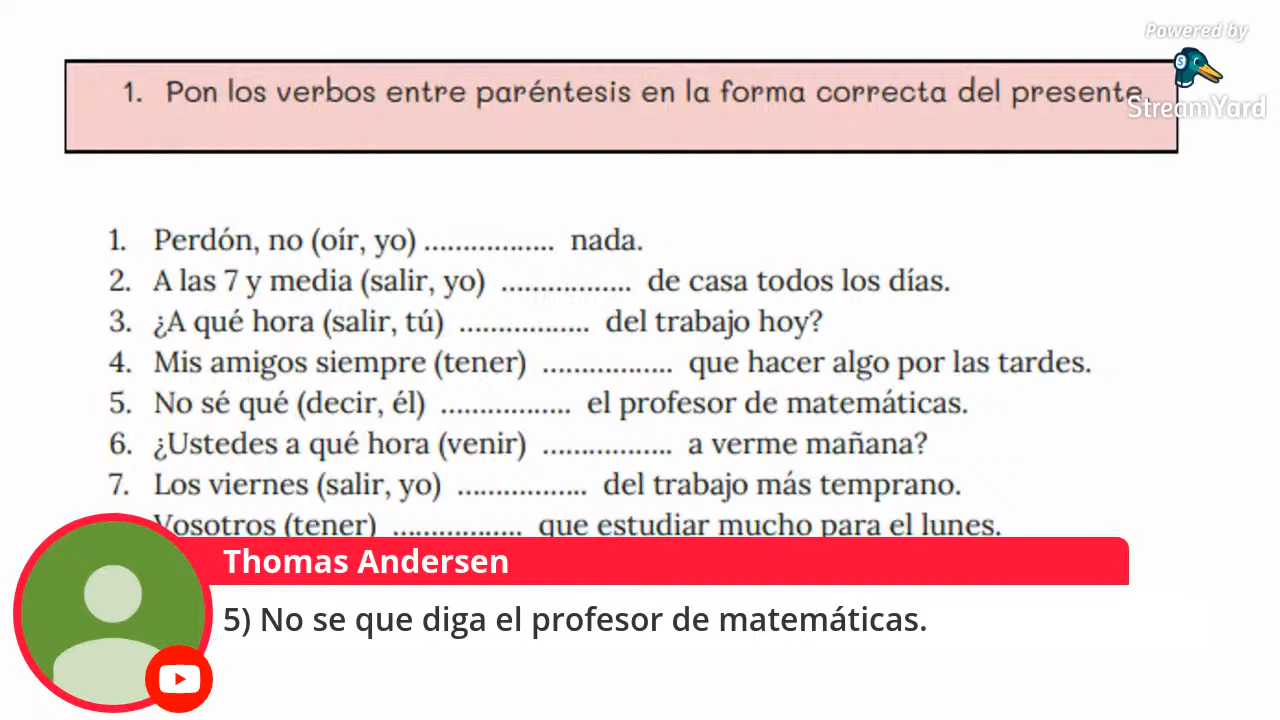 Powered by
StreamYard
1. Pon los verbos entre paréntesis en la forma correcta del presente
1. Perdón, no (oír, yo) ................. nada.
2. A las 7 y media (salir, yo) ................. de casa todos los días.
3. ¿A qué hora (salir, tú) ................. del trabajo hoy?
4. Mis amigos siempre (tener) ................. que hacer algo por las tardes.
5. No sé qué (decir, él) ................. el profesor de matemáticas.
6. ¿Ustedes a qué hora (venir) ................. a verme mañana?
7. Los viernes (salir, yo) ................. del trabajo más temprano.
Vosotros (tener) ................. que estudiar mucho para el lunes.
Thomas Andersen
5) No se que diga el profesor de matemáticas.